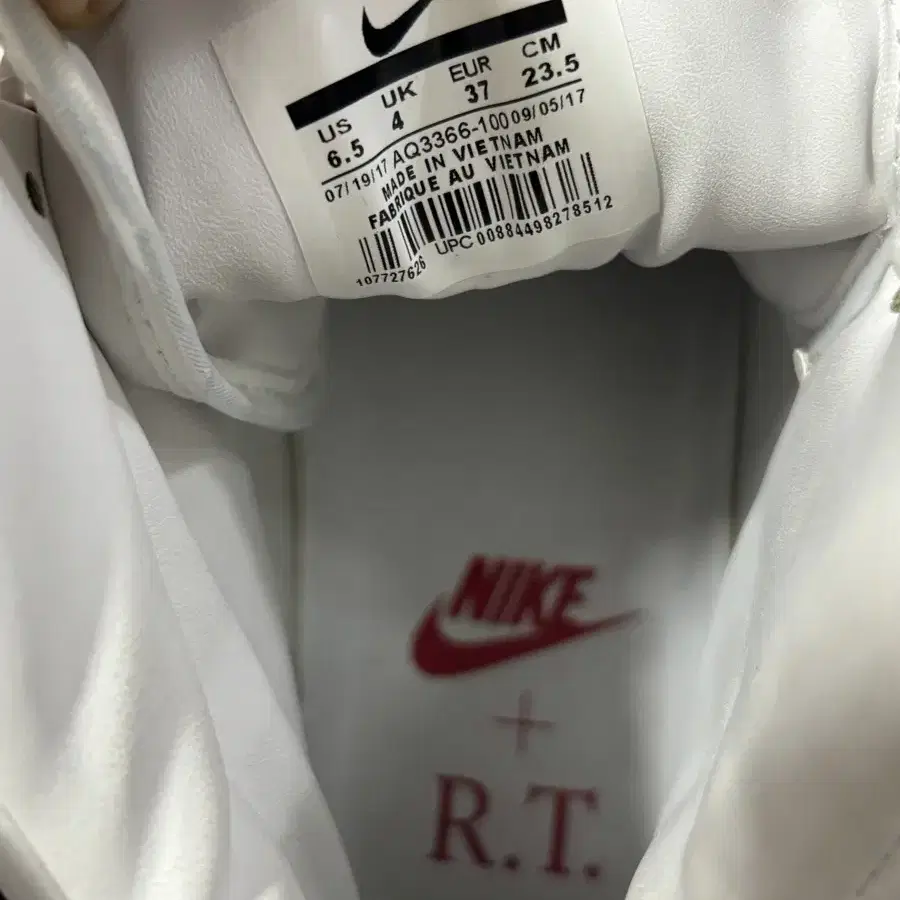 US UK EUR CM
6.5 4 37 23.5
07/19/17 AQ3366-100 09/05/17
MADE IN VIETNAM
FABRIQUE AU VIETNAM
107727626 UPC 00884498278512
NIKE
+
R.T.